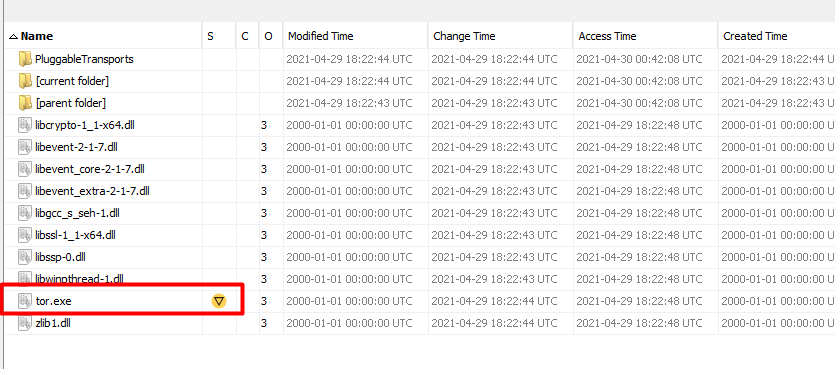 Name S C O Modified Time Change Time Access Time Created Time
PluggableTransports 2021-04-29 18:22:44 UTC 2021-04-29 18:22:44 UTC 2021-04-30 00:42:08 UTC 2021-04-29 18:22:44 U
[current folder] 2021-04-29 18:22:44 UTC 2021-04-29 18:22:44 UTC 2021-04-30 00:42:08 UTC 2021-04-29 18:22:43 U
[parent folder] 2021-04-29 18:22:43 UTC 2021-04-29 18:22:43 UTC 2021-04-30 00:42:08 UTC 2021-04-29 18:22:43 U
libcrypto-1_1-x64.dll 3 2000-01-01 00:00:00 UTC 2021-04-29 18:22:43 UTC 2021-04-29 18:22:48 UTC 2000-01-01 00:00:00 U
libevent-2-1-7.dll 3 2000-01-01 00:00:00 UTC 2021-04-29 18:22:43 UTC 2021-04-29 18:22:48 UTC 2000-01-01 00:00:00 U
libevent_core-2-1-7.dll 3 2000-01-01 00:00:00 UTC 2021-04-29 18:22:43 UTC 2021-04-29 18:22:48 UTC 2000-01-01 00:00:00 U
libevent_extra-2-1-7.dll 3 2000-01-01 00:00:00 UTC 2021-04-29 18:22:43 UTC 2021-04-29 18:22:48 UTC 2000-01-01 00:00:00 U
libgcc_s_seh-1.dll 3 2000-01-01 00:00:00 UTC 2021-04-29 18:22:43 UTC 2021-04-29 18:22:48 UTC 2000-01-01 00:00:00 U
libssl-1_1-x64.dll 3 2000-01-01 00:00:00 UTC 2021-04-29 18:22:43 UTC 2021-04-29 18:22:48 UTC 2000-01-01 00:00:00 U
libssp-0.dll 3 2000-01-01 00:00:00 UTC 2021-04-29 18:22:43 UTC 2021-04-29 18:22:48 UTC 2000-01-01 00:00:00 U
libwinpthread-1.dll 3 2000-01-01 00:00:00 UTC 2021-04-29 18:22:43 UTC 2021-04-29 18:22:48 UTC 2000-01-01 00:00:00 U
tor.exe 3 2000-01-01 00:00:00 UTC 2021-04-29 18:22:44 UTC 2021-04-29 18:22:48 UTC 2000-01-01 00:00:00 U
zlib1.dll 3 2000-01-01 00:00:00 UTC 2021-04-29 18:22:44 UTC 2021-04-29 18:22:48 UTC 2000-01-01 00:00:00 U